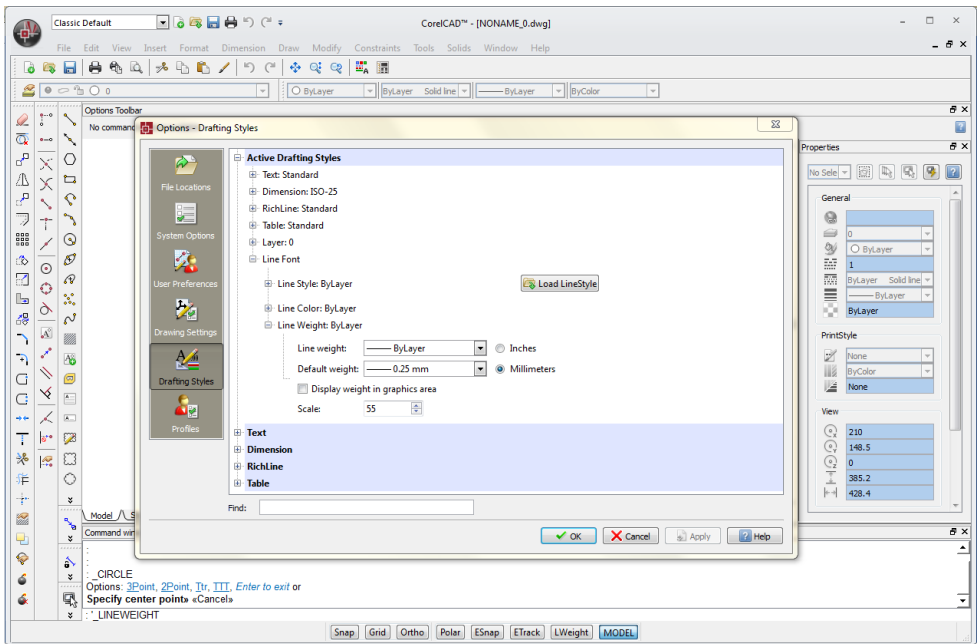 Classic Default
CorelCAD™ - [NONAME_0.dwg]
File Edit View Insert Format Dimension Draw Modify Constraints Tools Solids Window Help
0
ByLayer
ByLayer Solid line
ByLayer
ByColor
Options Toolbar
No command
Options - Drafting Styles
File Locations
System Options
User Preferences
Drawing Settings
Drafting Styles
Profiles
Active Drafting Styles
Text: Standard
Dimension: ISO-25
RichLine: Standard
Table: Standard
Layer: 0
Line Font
Line Style: ByLayer
Load LineStyle
Line Color: ByLayer
Line Weight: ByLayer
Line weight: ByLayer Inches
Default weight: 0.25 mm Millimeters
Display weight in graphics area
Scale: 55
Text
Dimension
RichLine
Table
Find:
OK Cancel Apply Help
Properties
No Sele
General
0
ByLayer
1
ByLayer Solid line
ByLayer
ByLayer
PrintStyle
None
ByColor
None
View
210
148.5
0
385.2
428.4
Model S
Command win
:
:
: _CIRCLE
Options: 3Point, 2Point, Ttr, TTT, Enter to exit or
Specify center point» «Cancel»
: '_LINEWEIGHT
Snap Grid Ortho Polar ESnap ETrack LWeight MODEL